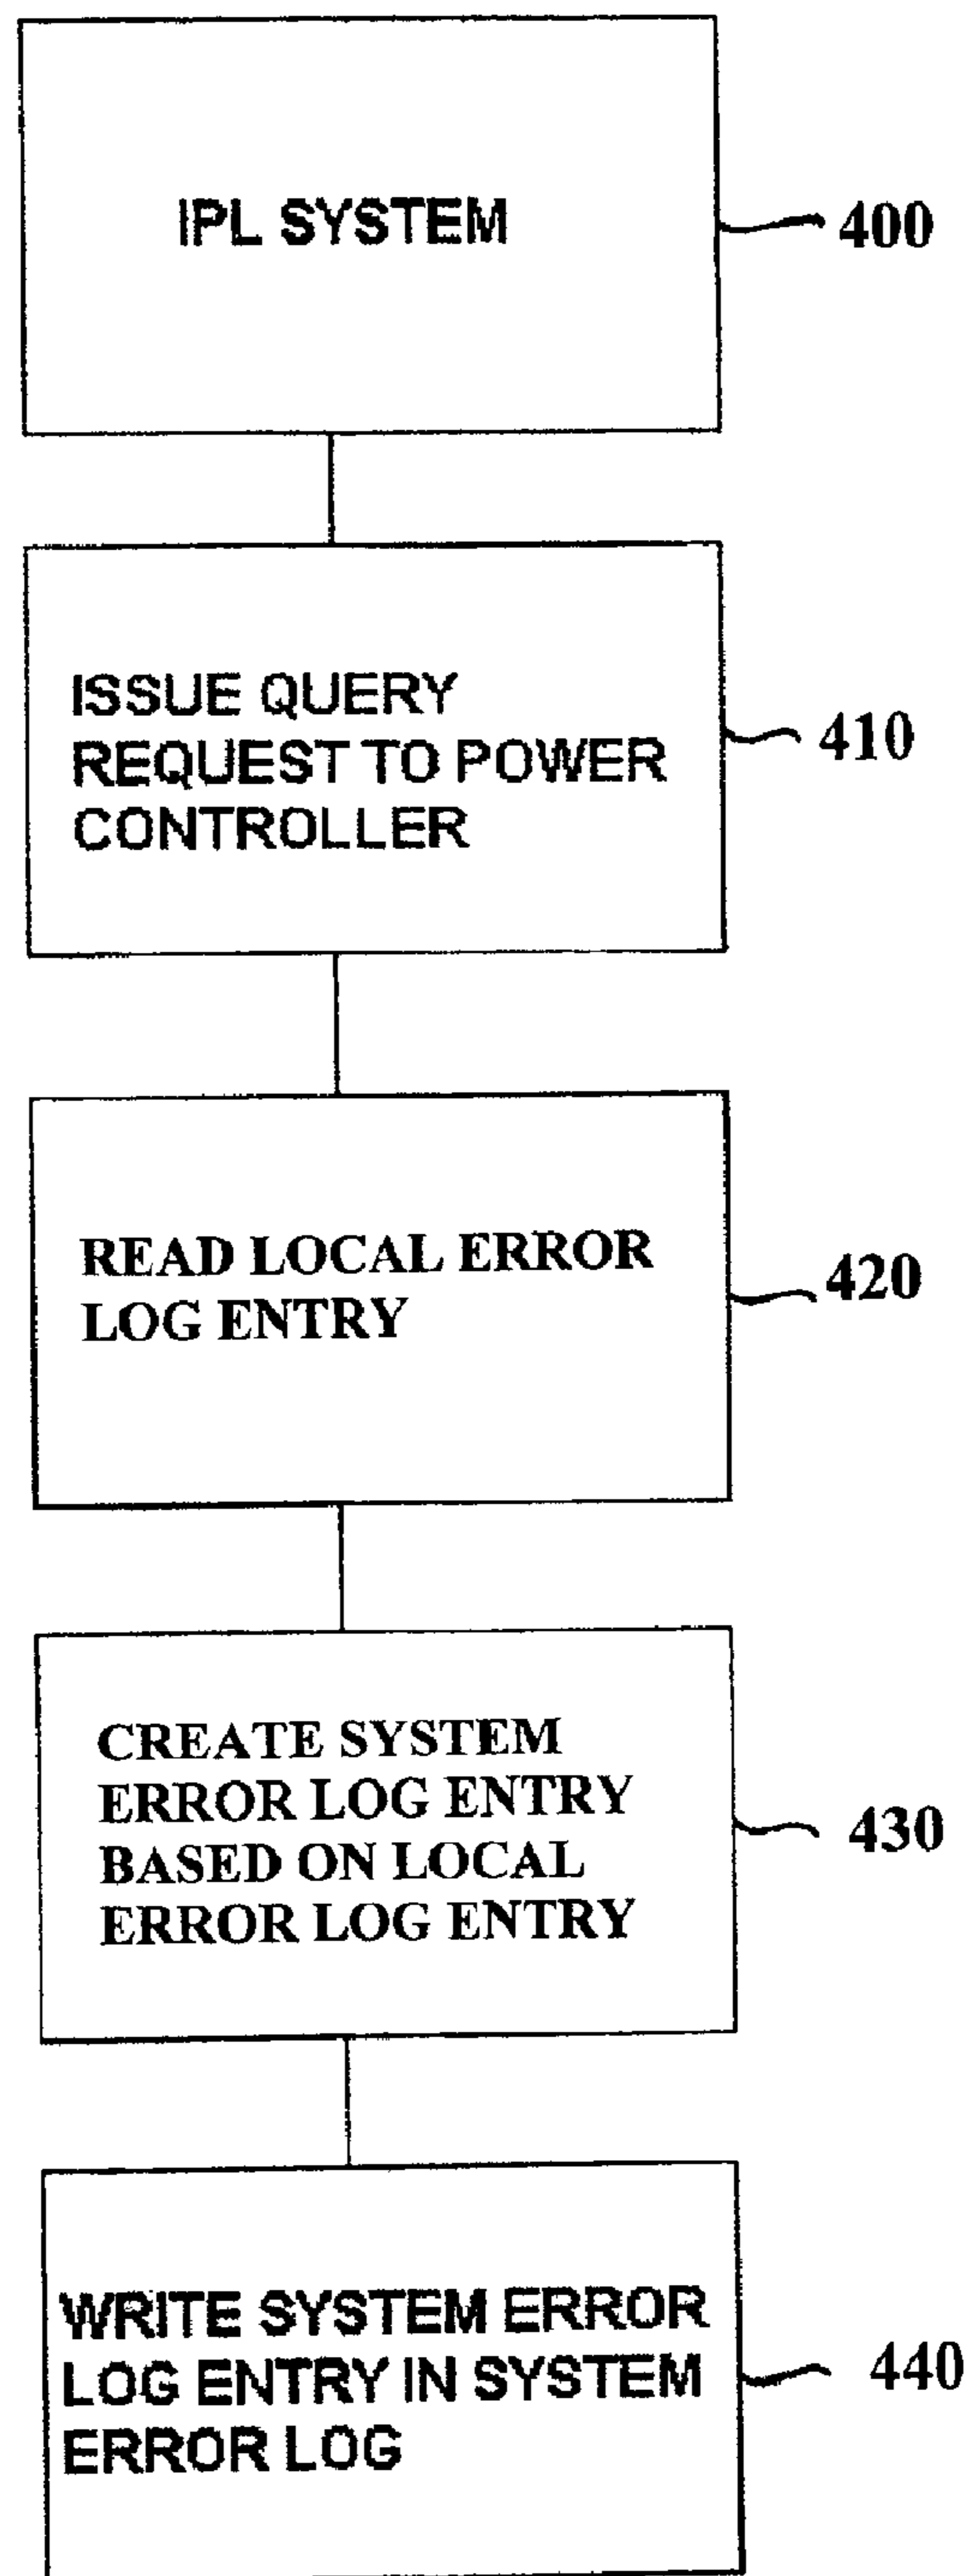 IPL SYSTEM
400
ISSUE QUERY
REQUEST TO POWER
CONTROLLER
410
READ LOCAL ERROR
LOG ENTRY
420
CREATE SYSTEM
ERROR LOG ENTRY
BASED ON LOCAL
ERROR LOG ENTRY
430
WRITE SYSTEM ERROR
LOG ENTRY IN SYSTEM
ERROR LOG
440